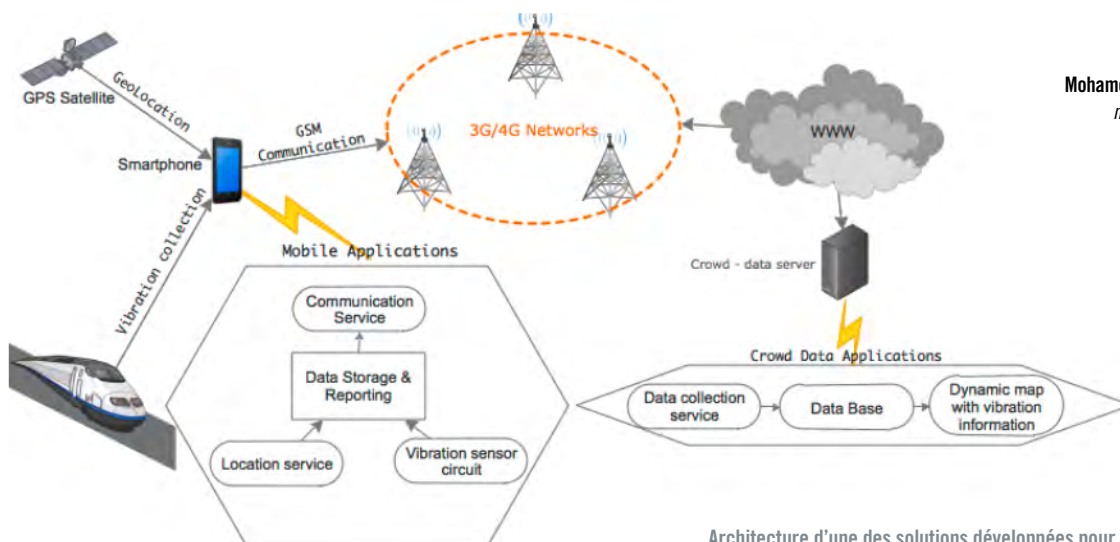 GPS Satellite
GeoLocation
Smartphone
GSM
Communication
3G/4G Networks
WWW
Mohame
Vibration collection
Mobile Applications
Communication
Service
Data Storage &
Reporting
Location service
Vibration sensor
circuit
Crowd - data server
Crowd Data Applications
Data collection
service
Data Base
Dynamic map
with vibration
information
Architecture d'une des solutions développées pour